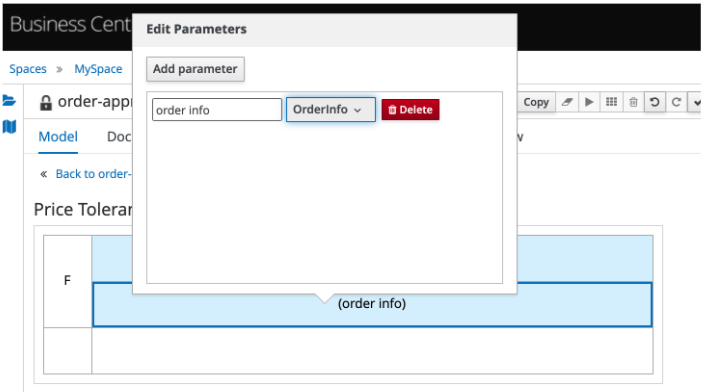 Business Cent
Edit Parameters
Spaces » MySpace
Add parameter
order-appr
Copy
order info OrderInfo Delete
Model Doc w
« Back to order-
Price Toleran
F
(order info)